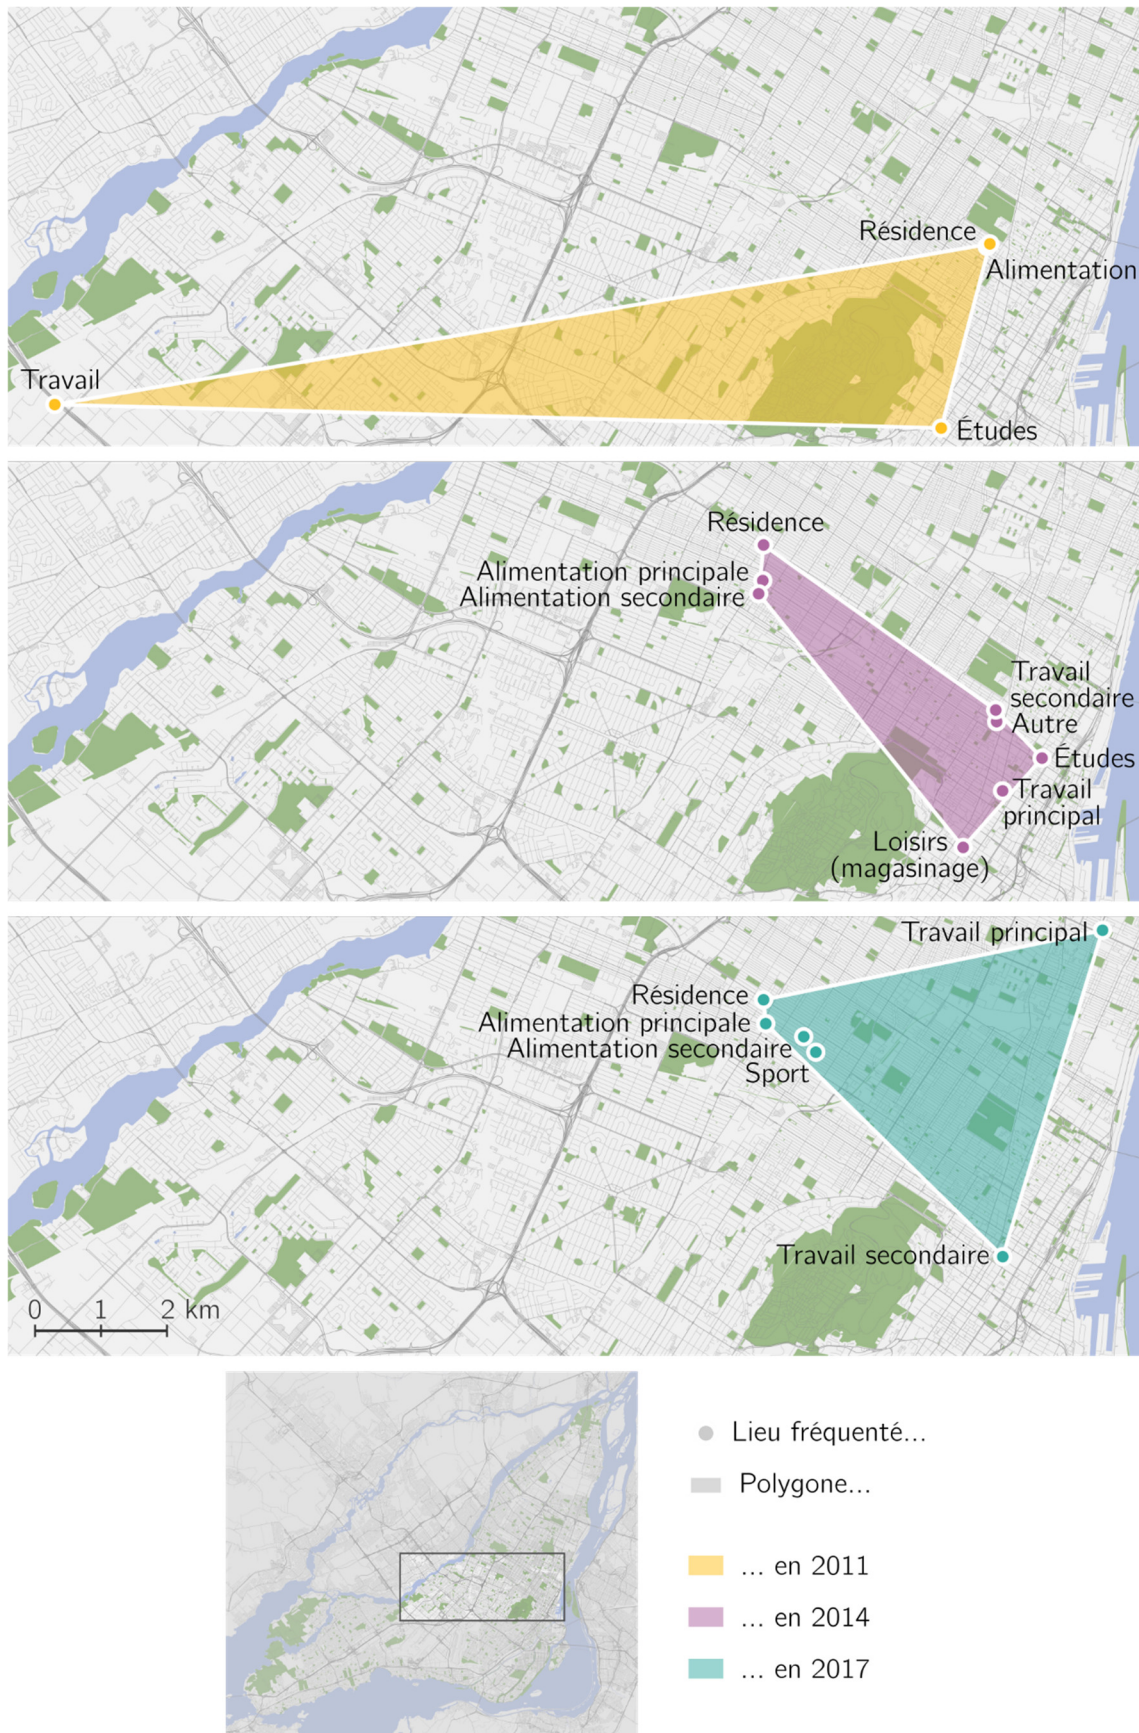 Résidence
Alimentation
Travail
Études
Résidence
Alimentation principale
Alimentation secondaire
Travail
secondaire
Autre
Études
Travail
principal
Loisirs
(magasinage)
Travail principal
Résidence
Alimentation principale
Alimentation secondaire
Sport
Travail secondaire
0 1 2 km
Lieu fréquenté...
Polygone...
... en 2011
... en 2014
... en 2017